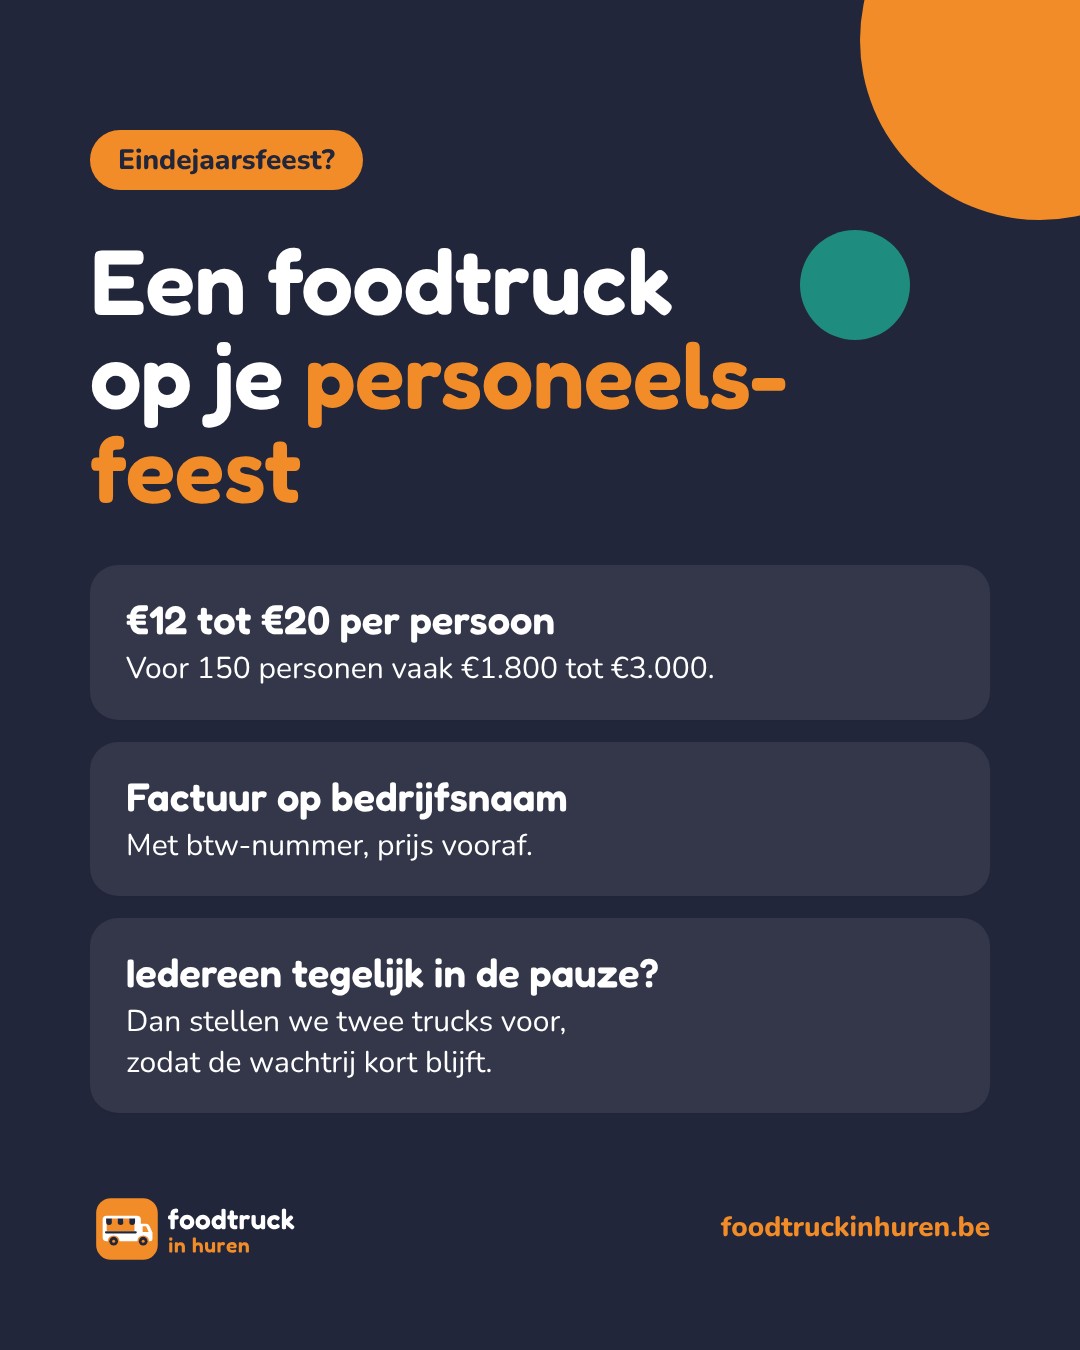 Eindejaarsfeest?
Een foodtruck
op je personeels-
feest
€12 tot €20 per persoon
Voor 150 personen vaak €1.800 tot €3.000.
Factuur op bedrijfsnaam
Met btw-nummer, prijs vooraf.
Iedereen tegelijk in de pauze?
Dan stellen we twee trucks voor,
zodat de wachtrij kort blijft.
foodtruck
in huren
foodtruckinhuren.be